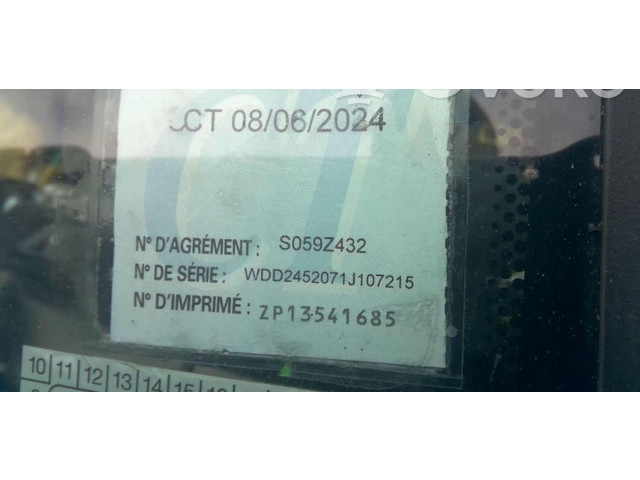 CT 08/06/2024
N° D'AGRÉMENT : S059Z432
N° DE SÉRIE : WDD2452071J107215
N° D'IMPRIMÉ : ZP13541685
10 11 12 13 14 15